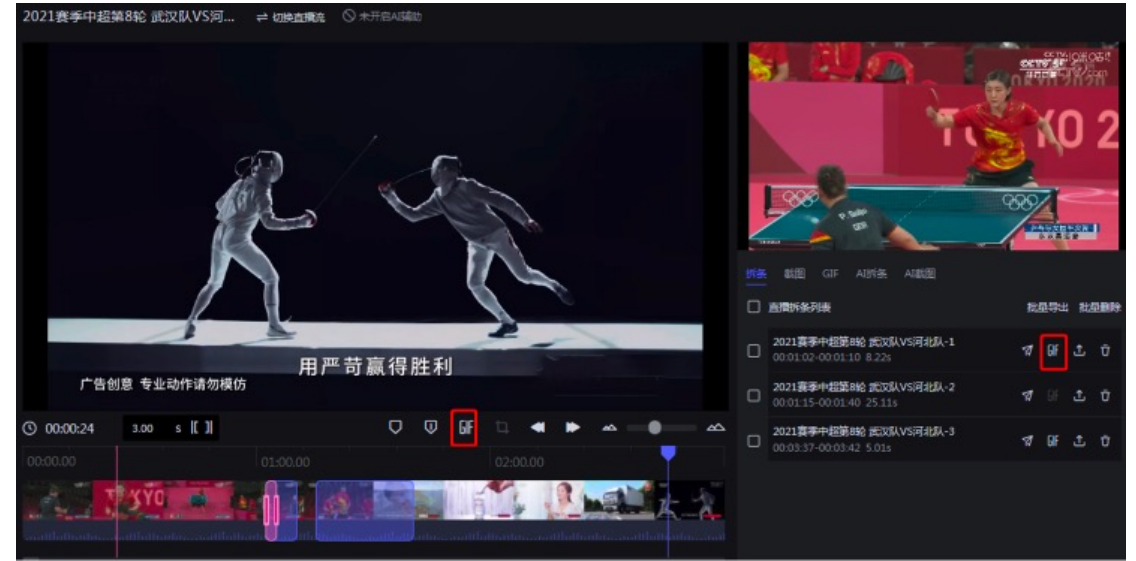 2021赛季中超第8轮 武汉队VS河... 切换直播流 未开启AI辅助
TOKYO 2020
TOKYO 2
P. Solja
GER
用严苛赢得胜利
广告创意 专业动作请勿模仿
拆条 截图 GIF AI拆条 AI截图
直播拆条列表 批量导出 批量删除
2021赛季中超第8轮 武汉队VS河北队-1
00:01:02-00:01:10 8.22s GIF
2021赛季中超第8轮 武汉队VS河北队-2
00:01:15-00:01:40 25.11s GIF
2021赛季中超第8轮 武汉队VS河北队-3
00:03:37-00:03:42 5.01s GIF
00:00:24 3.00 s [[ ]] GIF
00:00.00 01:00.00 02:00.00